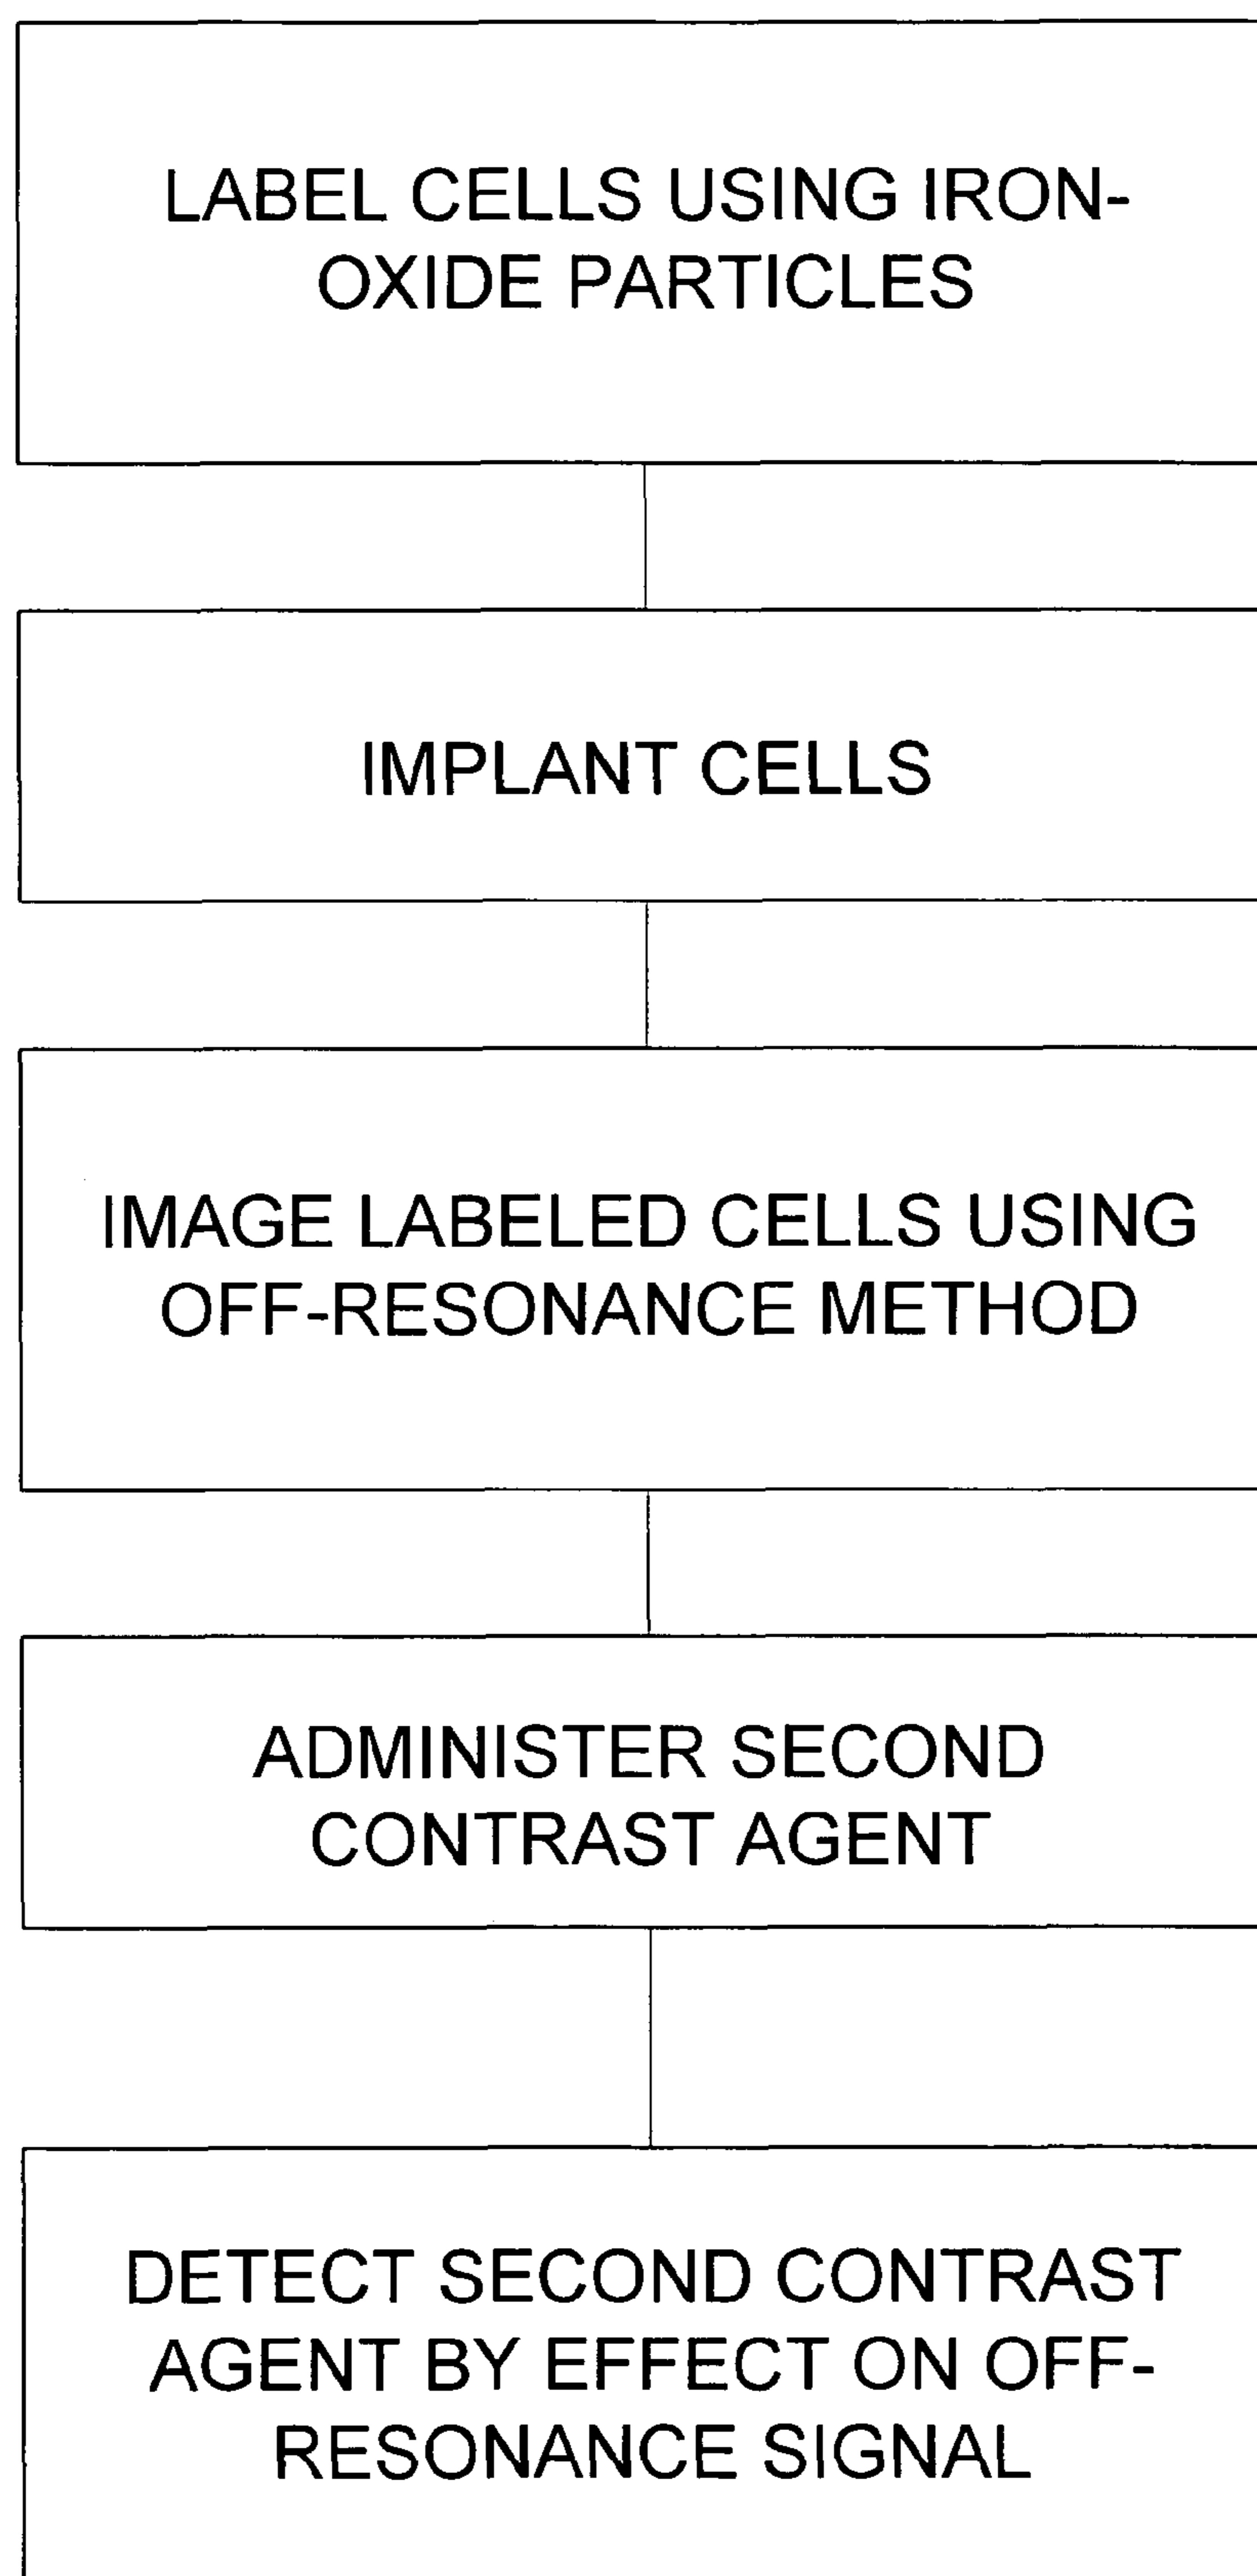 LABEL CELLS USING IRON-
OXIDE PARTICLES
IMPLANT CELLS
IMAGE LABELED CELLS USING
OFF-RESONANCE METHOD
ADMINISTER SECOND
CONTRAST AGENT
DETECT SECOND CONTRAST
AGENT BY EFFECT ON OFF-
RESONANCE SIGNAL